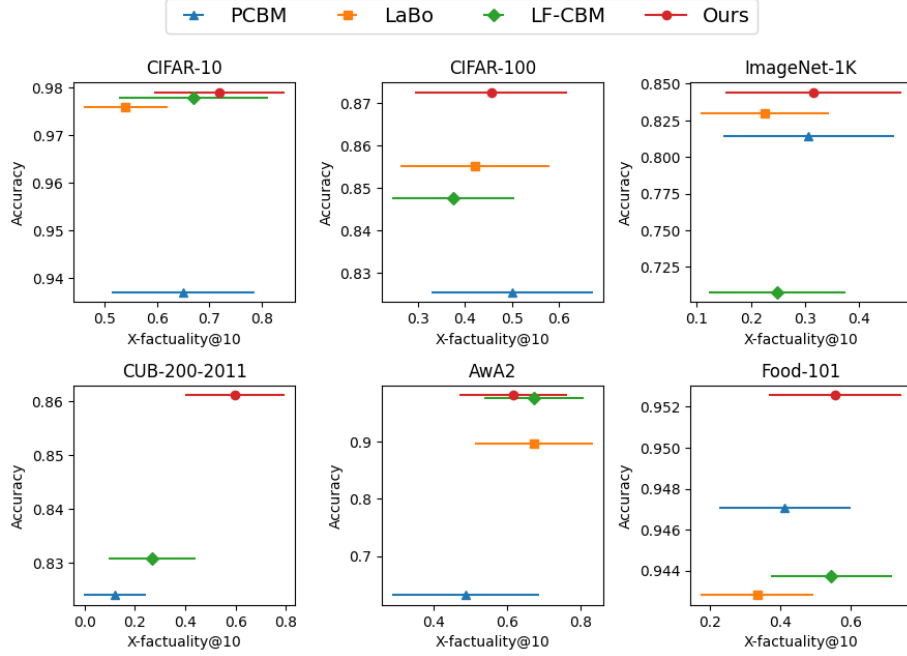 PCBM LaBo LF-CBM Ours
CIFAR-10
0.98
0.97
0.96
0.95
0.94
Accuracy
0.5 0.6 0.7 0.8
X-factuality@10
CIFAR-100
0.87
0.86
0.85
0.84
0.83
Accuracy
0.3 0.4 0.5 0.6
X-factuality@10
ImageNet-1K
0.850
0.825
0.800
0.775
0.750
0.725
Accuracy
0.1 0.2 0.3 0.4
X-factuality@10
CUB-200-2011
0.86
0.85
0.84
0.83
Accuracy
0.0 0.2 0.4 0.6 0.8
X-factuality@10
AwA2
0.9
0.8
0.7
Accuracy
0.4 0.6 0.8
X-factuality@10
Food-101
0.952
0.950
0.948
0.946
0.944
Accuracy
0.2 0.4 0.6
X-factuality@10